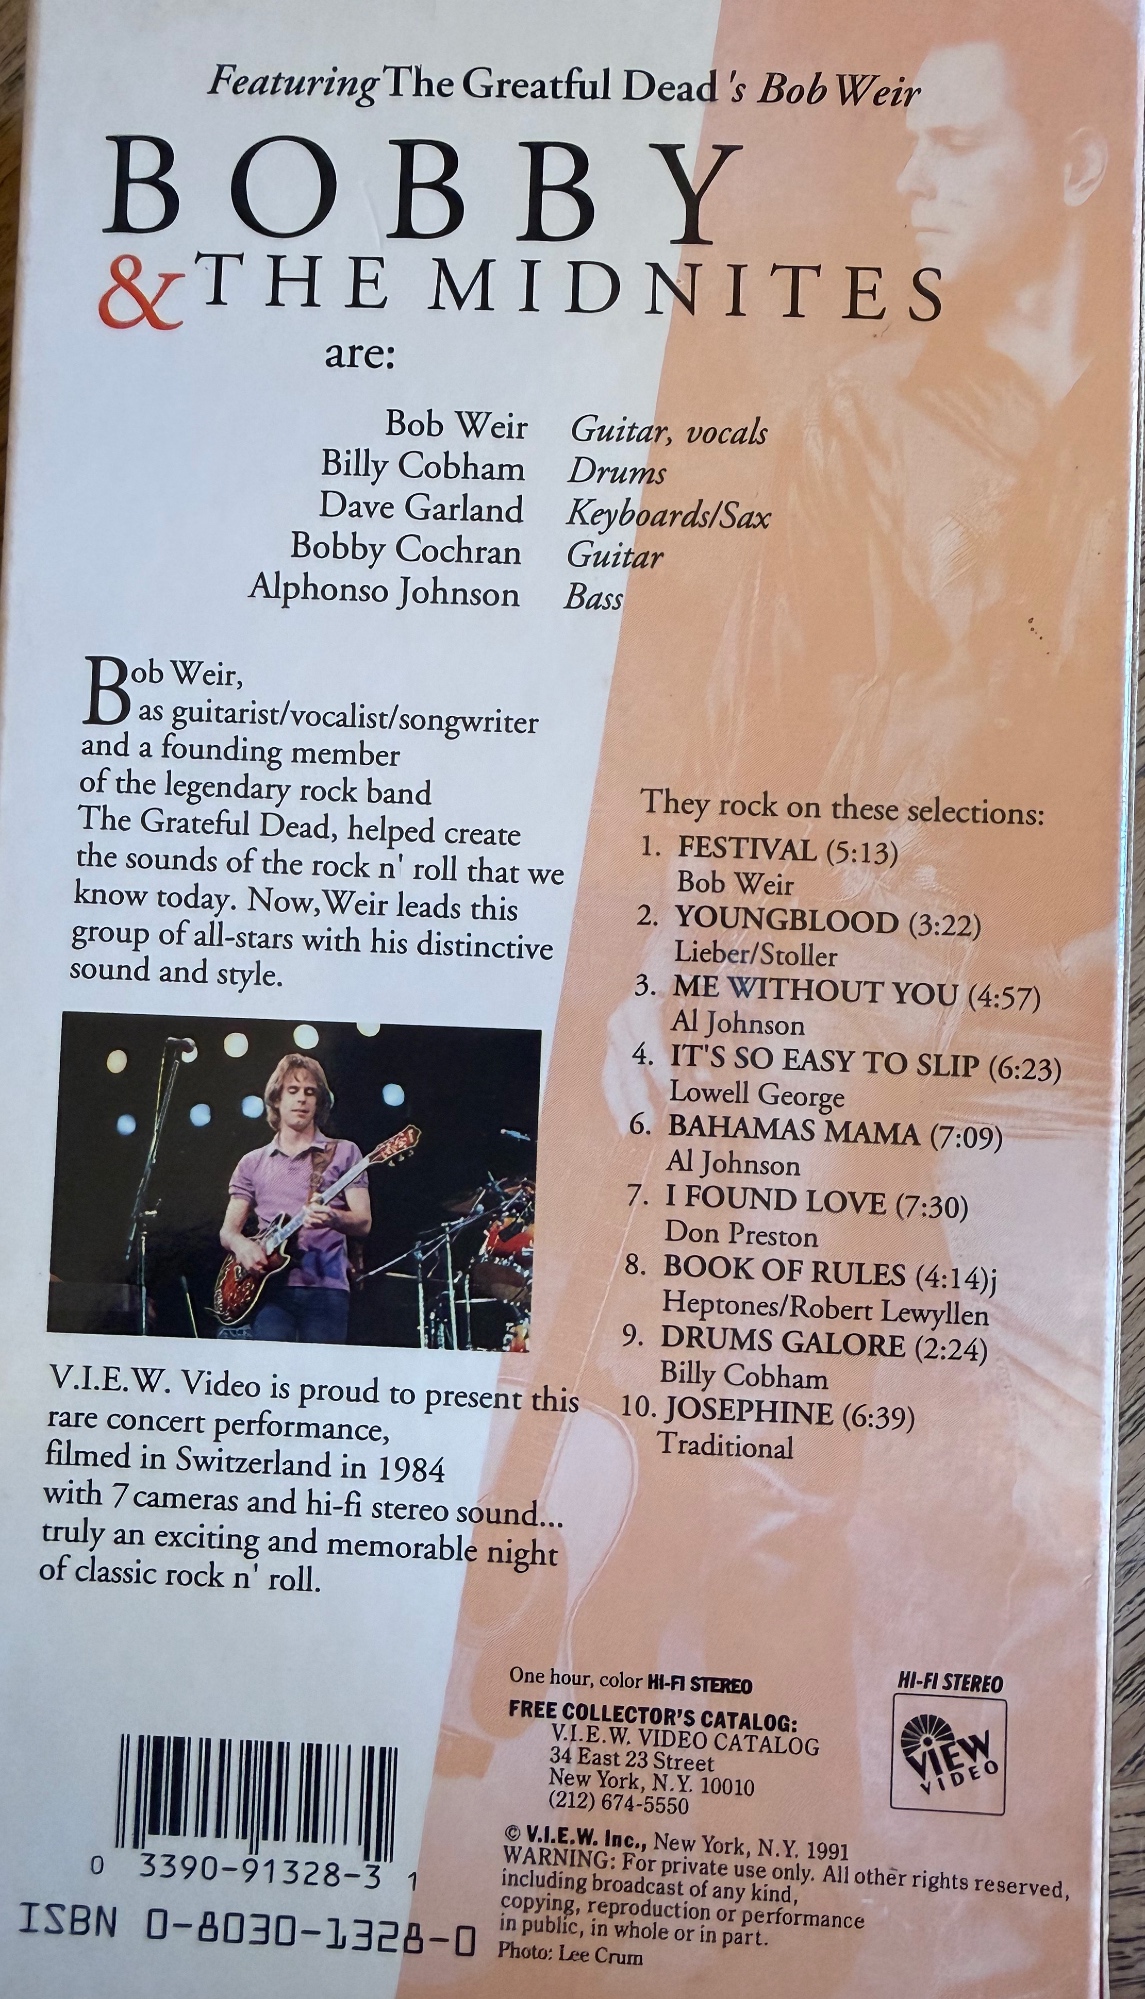 Featuring The Greatful Dead's Bob Weir
BOBBY
& THE MIDNITES
are:
Bob Weir Guitar, vocals
Billy Cobham Drums
Dave Garland Keyboards/Sax
Bobby Cochran Guitar
Alphonso Johnson Bass
Bob Weir,
as guitarist/vocalist/songwriter
and a founding member
of the legendary rock band
The Grateful Dead, helped create
the sounds of the rock n' roll that we
know today. Now, Weir leads this
group of all-stars with his distinctive
sound and style.
They rock on these selections:
1. FESTIVAL (5:13)
Bob Weir
2. YOUNGBLOOD (3:22)
Lieber/Stoller
3. ME WITHOUT YOU (4:57)
Al Johnson
4. IT'S SO EASY TO SLIP (6:23)
Lowell George
6. BAHAMAS MAMA (7:09)
Al Johnson
7. I FOUND LOVE (7:30)
Don Preston
8. BOOK OF RULES (4:14)j
Heptones/Robert Lewyllen
9. DRUMS GALORE (2:24)
Billy Cobham
10. JOSEPHINE (6:39)
Traditional
V.I.E.W. Video is proud to present this
rare concert performance,
filmed in Switzerland in 1984
with 7 cameras and hi-fi stereo sound...
truly an exciting and memorable night
of classic rock n' roll.
One hour, color HI-FI STEREO
FREE COLLECTOR'S CATALOG:
V.I.E.W. VIDEO CATALOG
34 East 23 Street
New York, N.Y. 10010
(212) 674-5550
HI-FI STEREO
VIEW
VIDEO
© V.I.E.W. Inc., New York, N.Y. 1991
WARNING: For private use only. All other rights reserved,
including broadcast of any kind,
copying, reproduction or performance
in public, in whole or in part.
Photo: Lee Crum
0 3390-91328-3 1
ISBN 0-8030-1328-0